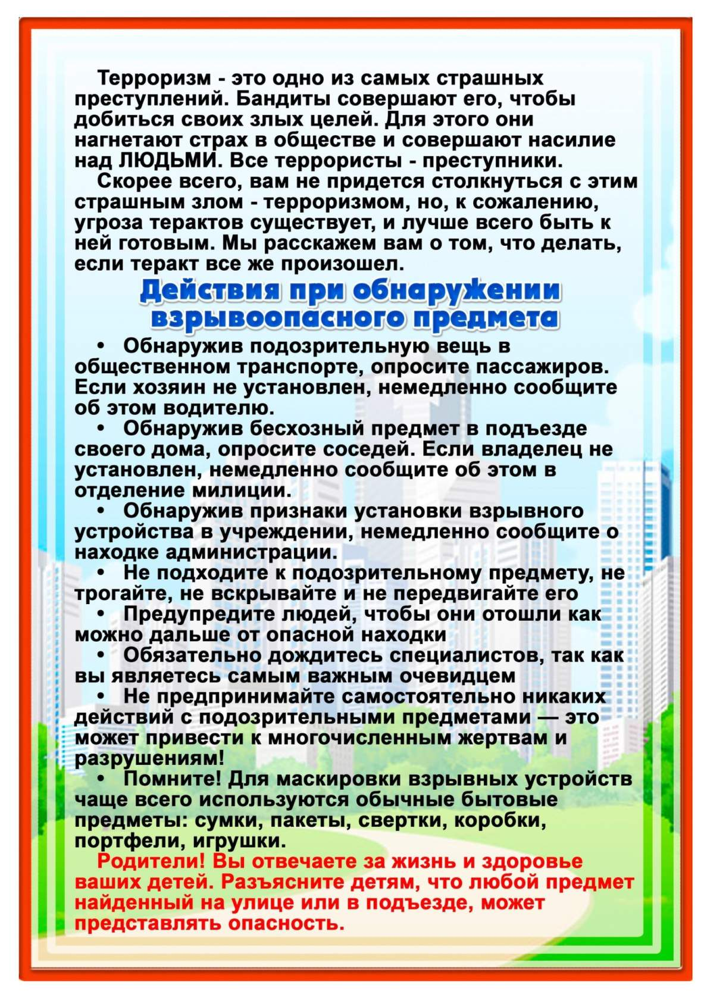 Терроризм - это одно из самых страшных
преступлений. Бандиты совершают его, чтобы
добиться своих злых целей. Для этого они
нагнетают страх в обществе и совершают насилие
над ЛЮДЬМИ. Все террористы - преступники.
Скорее всего, вам не придется столкнуться с этим
страшным злом - терроризмом, но, к сожалению,
угроза терактов существует, и лучше всего быть к
ней готовым. Мы расскажем вам о том, что делать,
если теракт все же произошел.
Действия при обнаружении
взрывоопасного предмета
• Обнаружив подозрительную вещь в
общественном транспорте, опросите пассажиров.
Если хозяин не установлен, немедленно сообщите
об этом водителю.
• Обнаружив бесхозный предмет в подъезде
своего дома, опросите соседей. Если владелец не
установлен, немедленно сообщите об этом в
отделение милиции.
• Обнаружив признаки установки взрывного
устройства в учреждении, немедленно сообщите о
находке администрации.
• Не подходите к подозрительному предмету, не
трогайте, не вскрывайте и не передвигайте его
• Предупредите людей, чтобы они отошли как
можно дальше от опасной находки
• Обязательно дождитесь специалистов, так как
вы являетесь самым важным очевидцем
• Не предпринимайте самостоятельно никаких
действий с подозрительными предметами — это
может привести к многочисленным жертвам и
разрушениям!
• Помните! Для маскировки взрывных устройств
чаще всего используются обычные бытовые
предметы: сумки, пакеты, свертки, коробки,
портфели, игрушки.
Родители! Вы отвечаете за жизнь и здоровье
ваших детей. Разъясните детям, что любой предмет
найденный на улице или в подъезде, может
представлять опасность.